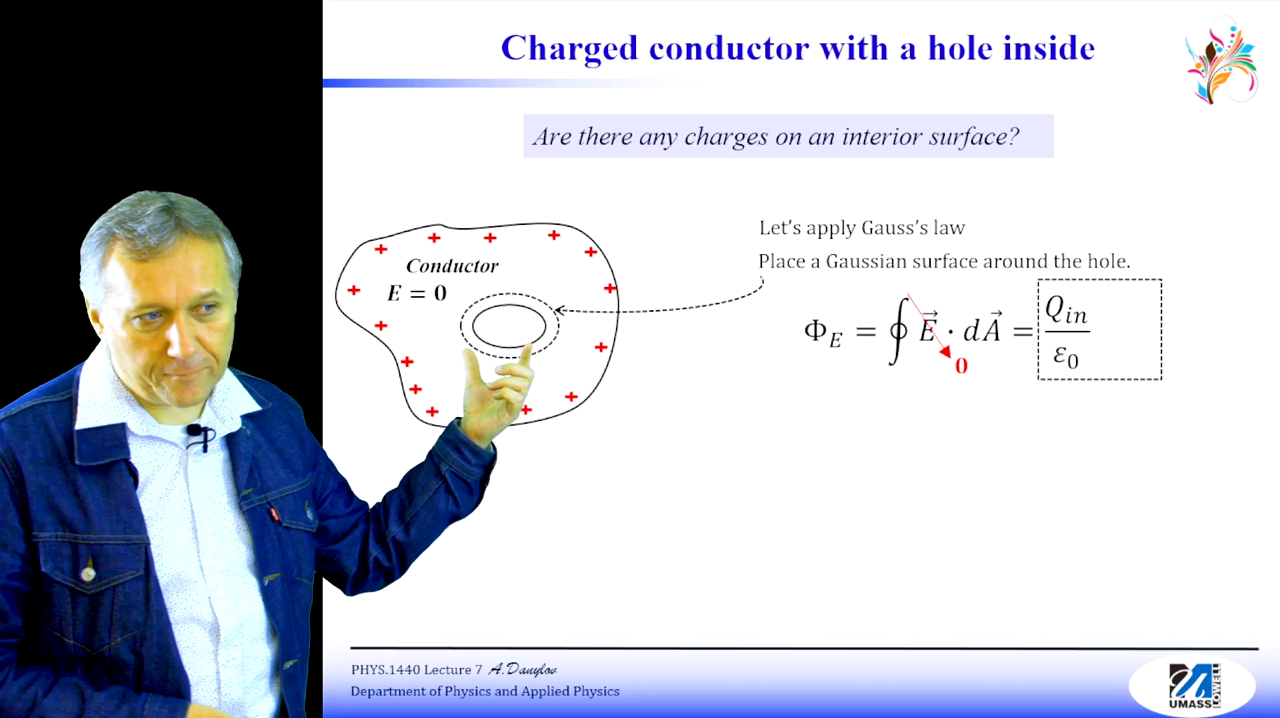 Charged conductor with a hole inside
Are there any charges on an interior surface?
Let's apply Gauss's law
Place a Gaussian surface around the hole.
Conductor
E = 0
Φ_E = ∮ E⃗ · dA⃗ = Q_in / ε₀
0
PHYS.1440 Lecture 7 A.Danylov
Department of Physics and Applied Physics
UMASS
LOWELL